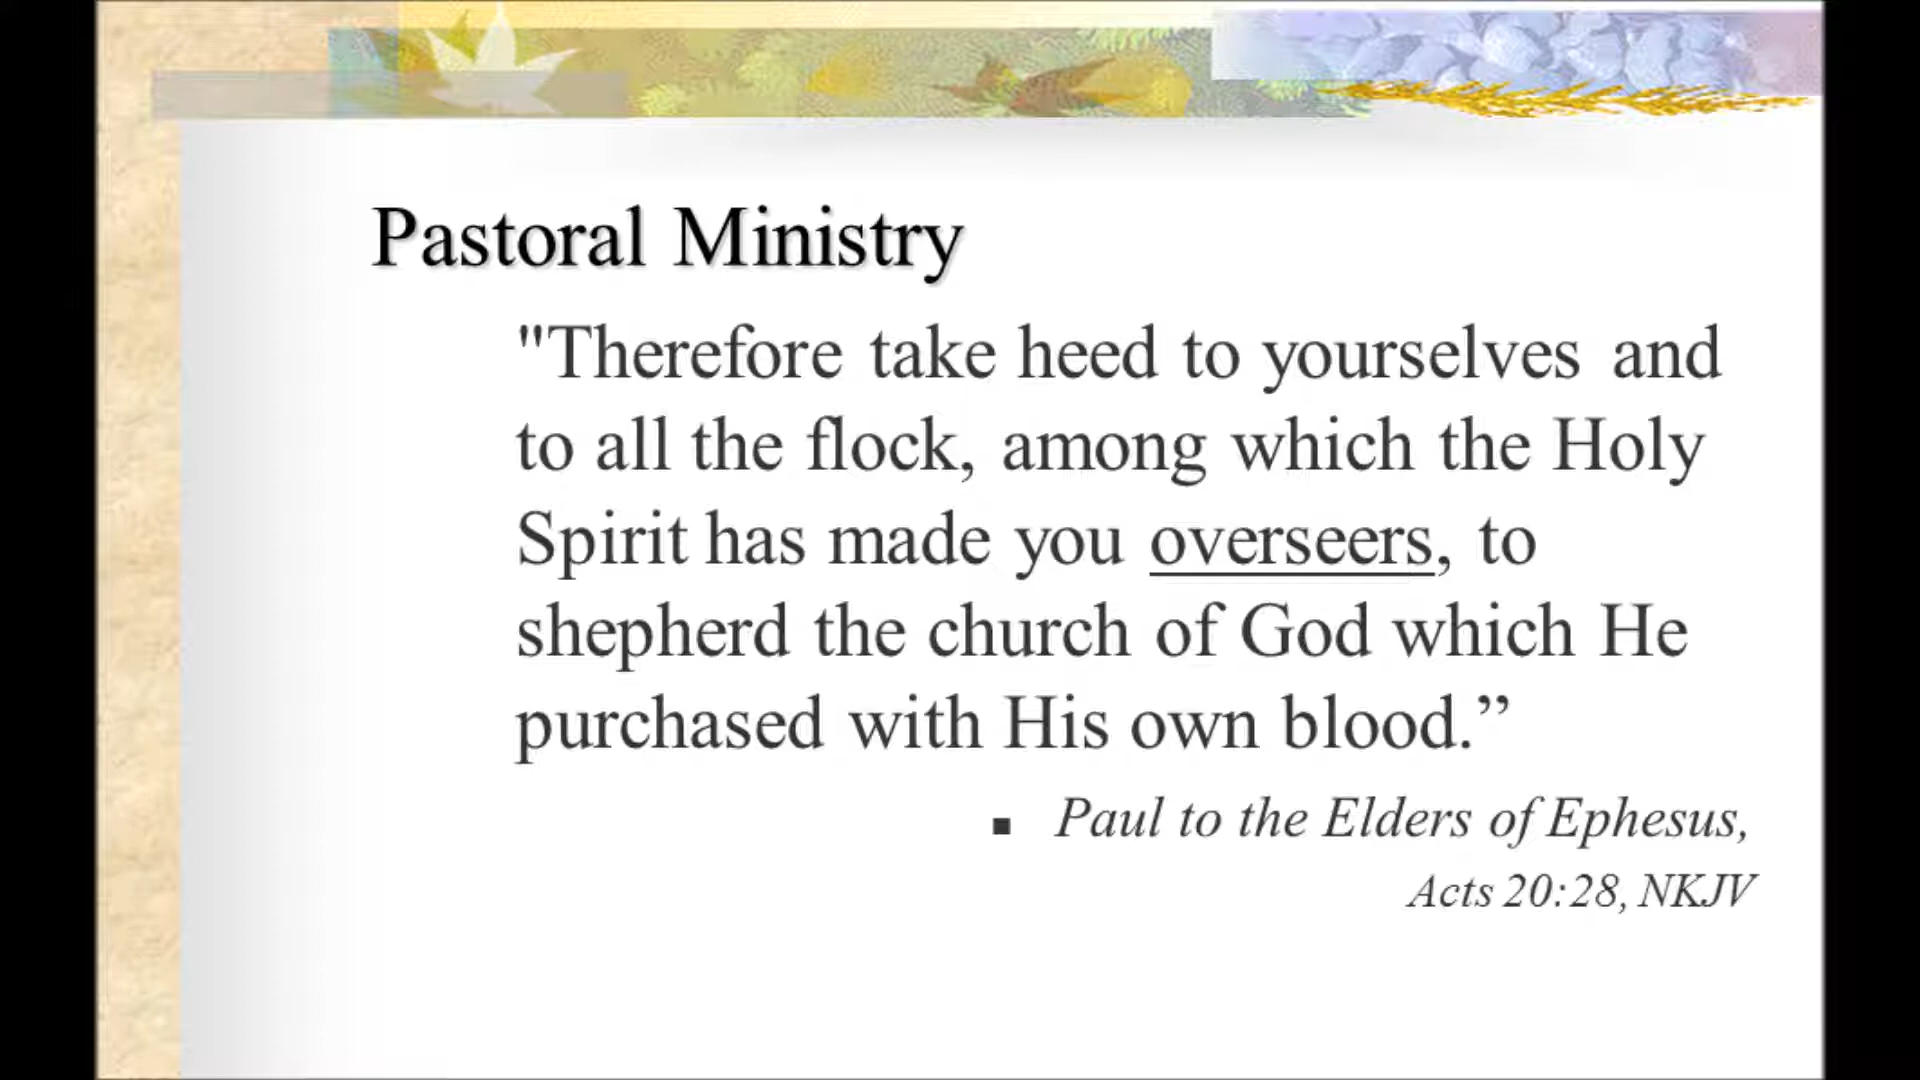 Pastoral Ministry
"Therefore take heed to yourselves and
to all the flock, among which the Holy
Spirit has made you overseers, to
shepherd the church of God which He
purchased with His own blood.”
▪ Paul to the Elders of Ephesus,
Acts 20:28, NKJV